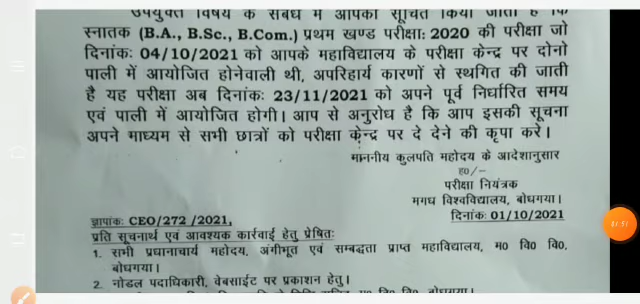 उपर्युक्त विषय के संबंध में आपको सूचित किया जाता है कि
स्नातक (B.A., B.Sc., B.Com.) प्रथम खण्ड परीक्षा: 2020 की परीक्षा जो
दिनांक: 04/10/2021 को आपके महाविद्यालय के परीक्षा केन्द्र पर दोनो
पाली में आयोजित होनेवाली थी, अपरिहार्य कारणों से स्थगित की जाती
है यह परीक्षा अब दिनांक: 23/11/2021 को अपने पूर्व निर्धारित समय
एवं पाली में आयोजित होगी। आप से अनुरोध है कि आप इसकी सूचना
अपने माध्यम से सभी छात्रों को परीक्षा केन्द्र पर दे देने की कृपा करें।
माननीय कुलपति महोदय के आदेशानुसार
ह0/-
परीक्षा नियंत्रक
मगध विश्वविद्यालय, बोधगया।
ज्ञापांक: CEO/272 /2021, दिनांक: 01/10/2021
प्रति सूचनार्थ एवं आवश्यक कार्रवाई हेतु प्रेषित:
1. सभी प्रधानाचार्य महोदय, अंगीभूत एवं सम्बद्धता प्राप्त महाविद्यालय, म0 वि0 वि0,
बोधगया।
2. नोडल पदाधिकारी, वेबसाईट पर प्रकाशन हेतु।